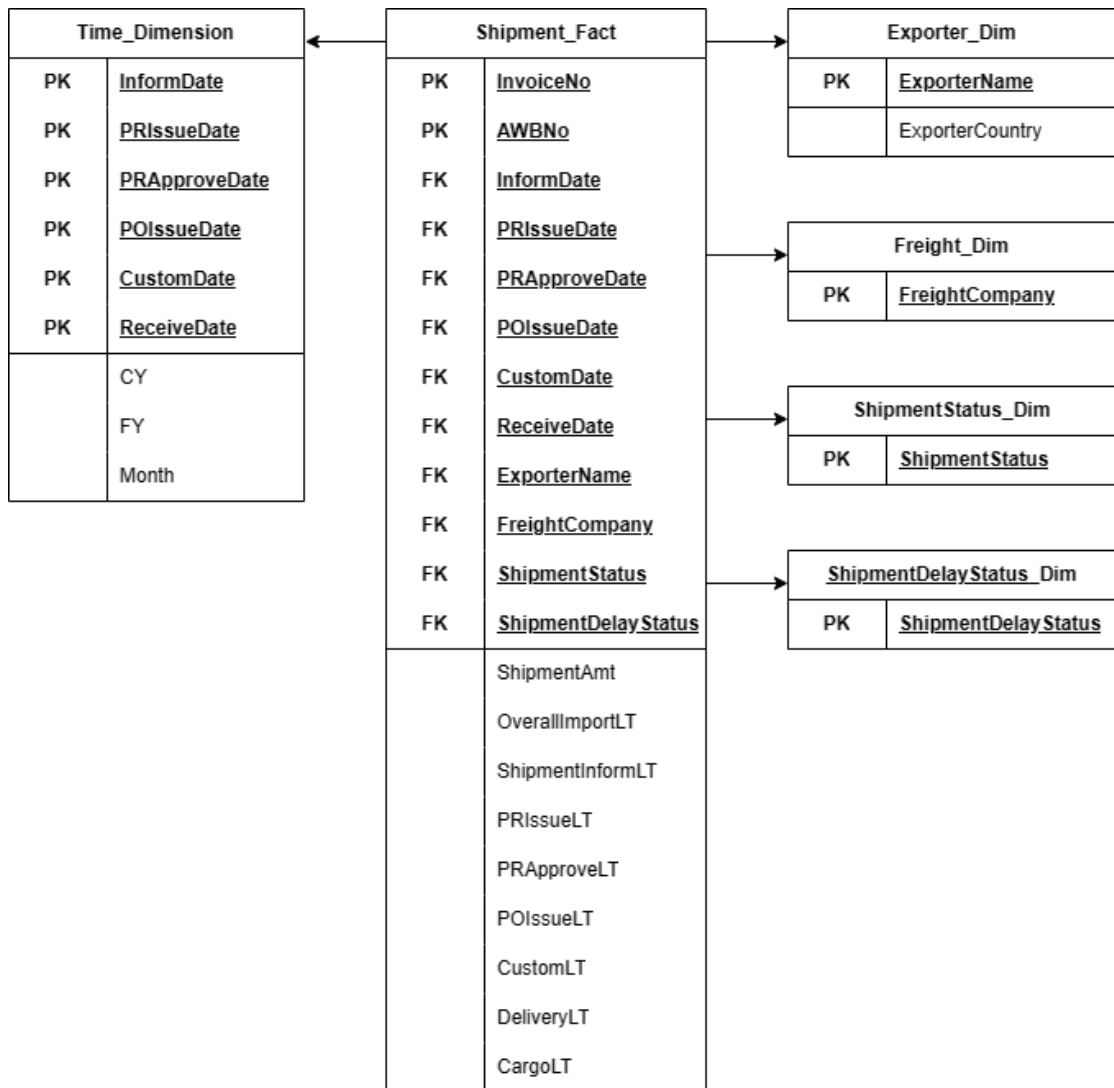 Time_Dimension
PK InformDate
PK PRIssueDate
PK PRApproveDate
PK POIssueDate
PK CustomDate
PK ReceiveDate
CY
FY
Month
Shipment_Fact
PK InvoiceNo
PK AWBNo
FK InformDate
FK PRIssueDate
FK PRApproveDate
FK POIssueDate
FK CustomDate
FK ReceiveDate
FK ExporterName
FK FreightCompany
FK ShipmentStatus
FK ShipmentDelayStatus
ShipmentAmt
OverallImportLT
ShipmentInformLT
PRIssueLT
PRApproveLT
POIssueLT
CustomLT
DeliveryLT
CargoLT
Exporter_Dim
PK ExporterName
ExporterCountry
Freight_Dim
PK FreightCompany
ShipmentStatus_Dim
PK ShipmentStatus
ShipmentDelayStatus_Dim
PK ShipmentDelayStatus